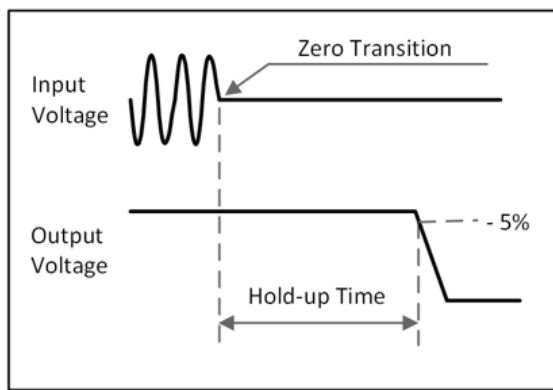 Zero Transition
Input
Voltage
Output
Voltage
- 5%
Hold-up Time